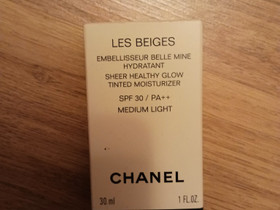 LES BEIGES
EMBELLISSEUR BELLE MINE
HYDRATANT
SHEER HEALTHY GLOW
TINTED MOISTURIZER
SPF 30 / PA++
MEDIUM LIGHT
CHANEL
30 ml 1 FL.OZ.